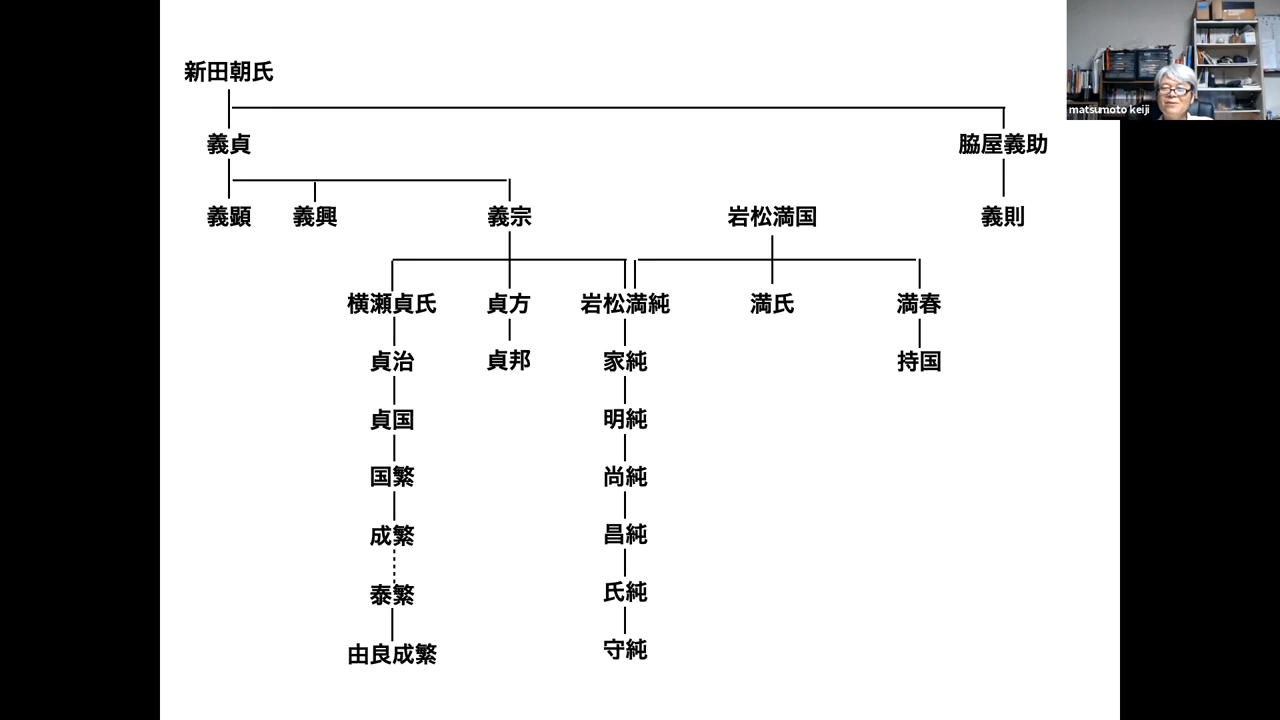 新田朝氏
matsumoto keiji
義貞
脇屋義助
義顕
義興
義宗
岩松満国
義則
横瀬貞氏
貞方
岩松満純
満氏
満春
貞治
貞邦
家純
持国
貞国
明純
国繁
尚純
成繁
昌純
泰繁
氏純
由良成繁
守純